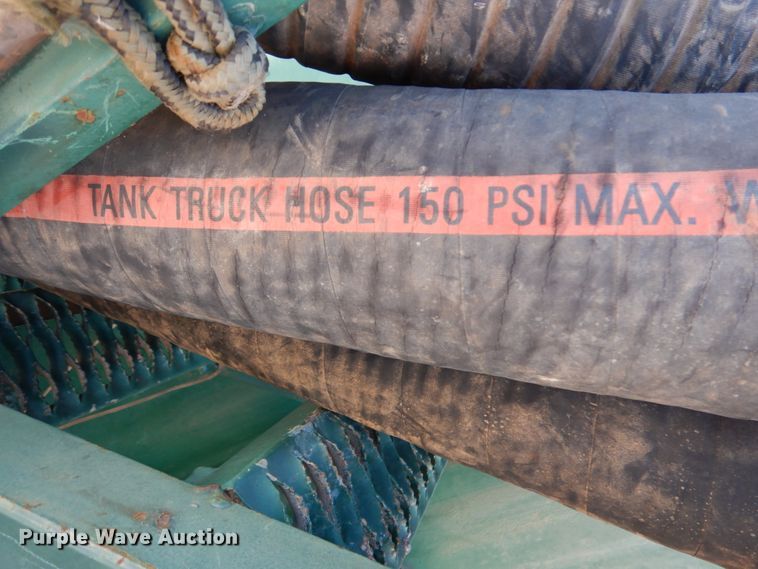 TANK TRUCK HOSE 150 PSI MAX. W
Purple Wave Auction